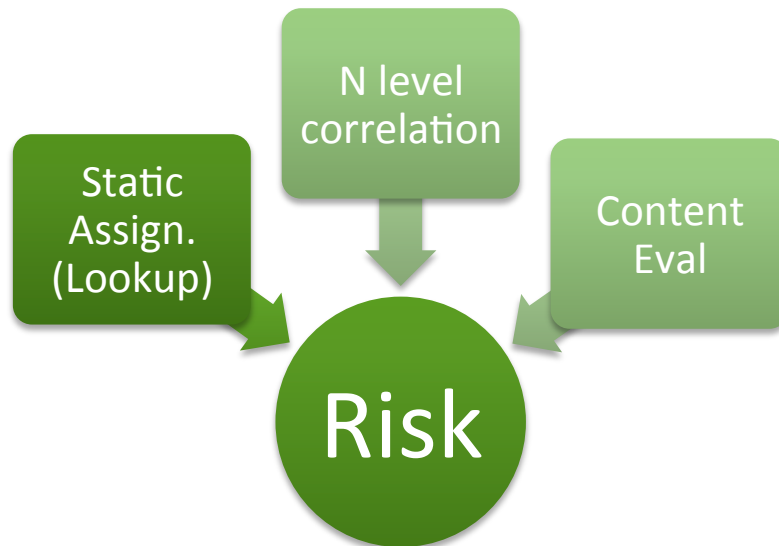 N level
correlation
Static
Assign.
(Lookup)
Content
Eval
Risk